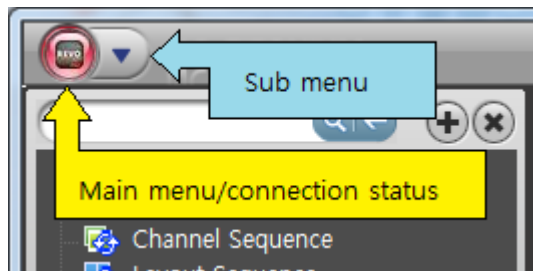 REVO
Sub menu
Main menu/connection status
Channel Sequence
Layout Sequence